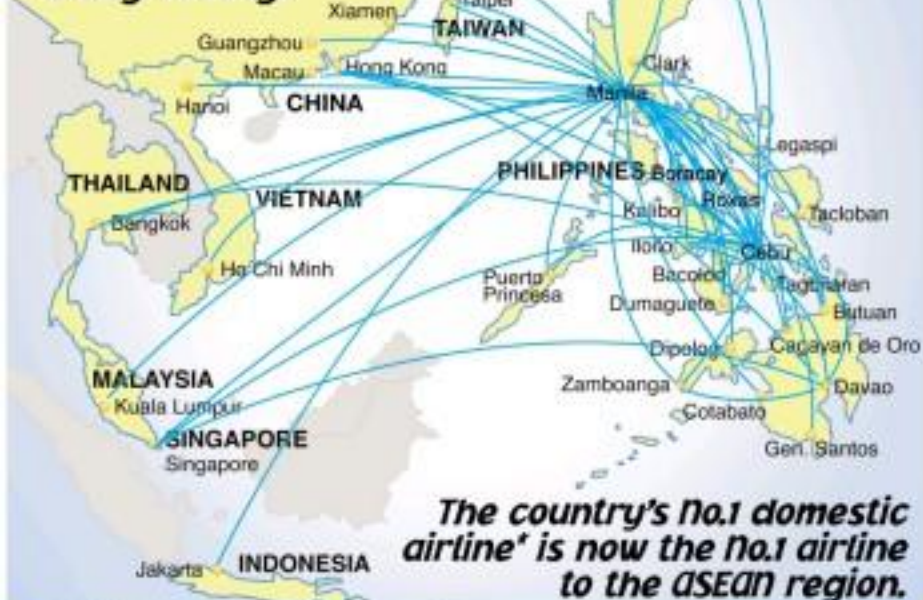 Xiamen
Taipei
TAIWAN
Guangzhou
Macau
Hong Kong
Clark
Manila
Hanoi
CHINA
Legaspi
PHILIPPINES
Boracay
THAILAND
VIETNAM
Roxas
Kalibo
Tacloban
Bangkok
Iloilo
Cebu
Ho Chi Minh
Bacolod
Puerto
Princesa
Tagbilaran
Dumaguete
Butuan
Dipolog
Cagayan de Oro
MALAYSIA
Zamboanga
Davao
Kuala Lumpur
Cotabato
SINGAPORE
Singapore
Gen. Santos
The country's No.1 domestic
airline* is now the No.1 airline
to the ASEAN region.
Jakarta
INDONESIA